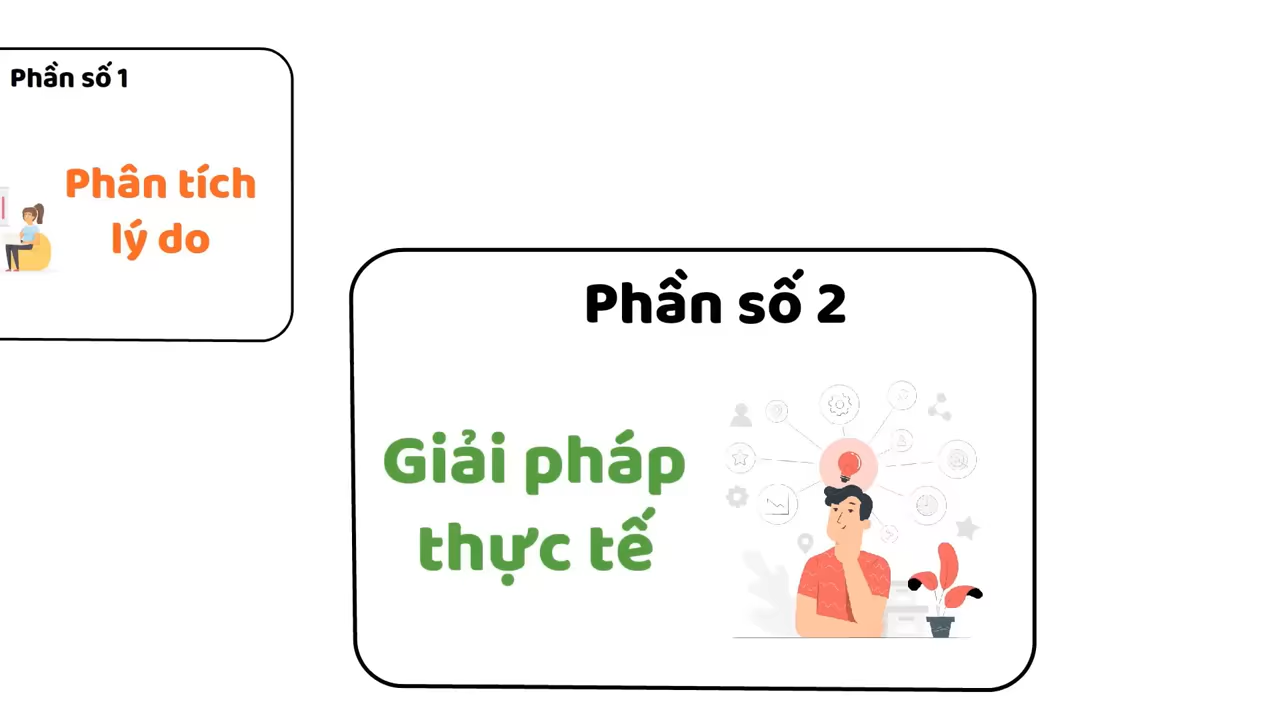 Phần số 1
Phân tích
lý do
Phần số 2
Giải pháp
thực tế